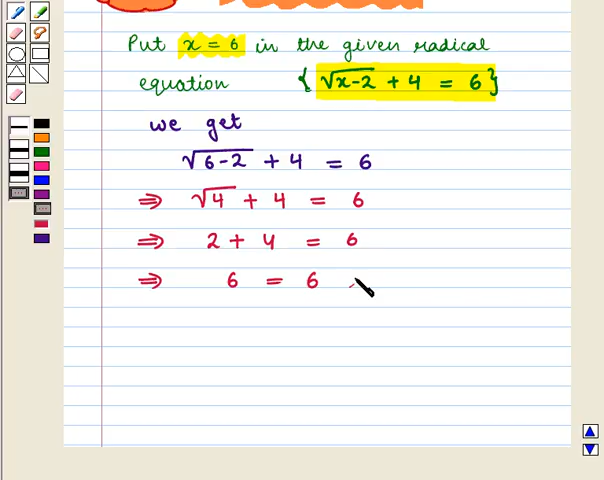 Put x = 6 in the given radical
equation { √x-2 + 4 = 6 }
we get
√6-2 + 4 = 6
⇒ √4 + 4 = 6
⇒ 2 + 4 = 6
⇒ 6 = 6